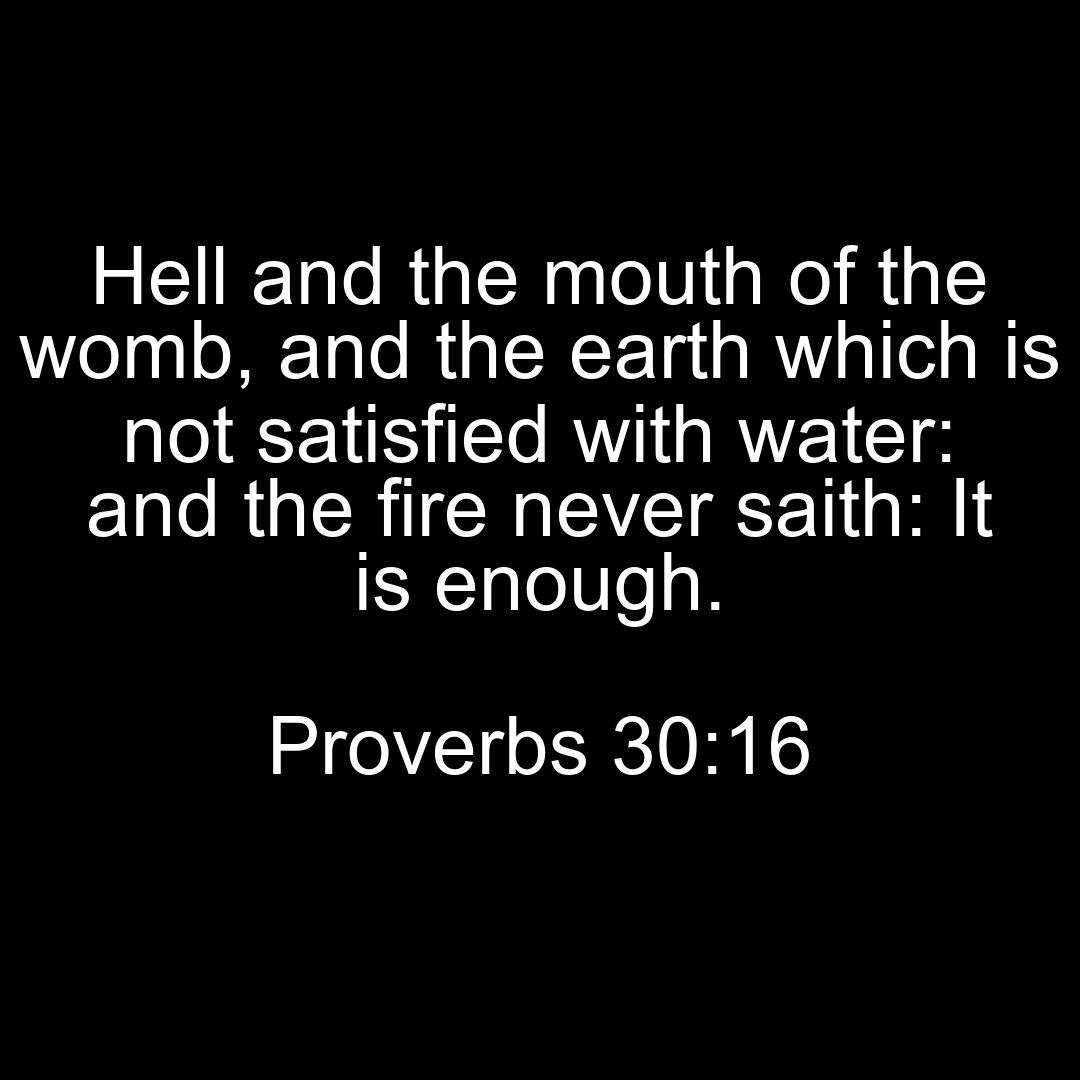 Hell and the mouth of the
womb, and the earth which is
not satisfied with water:
and the fire never saith: It
is enough.
Proverbs 30:16